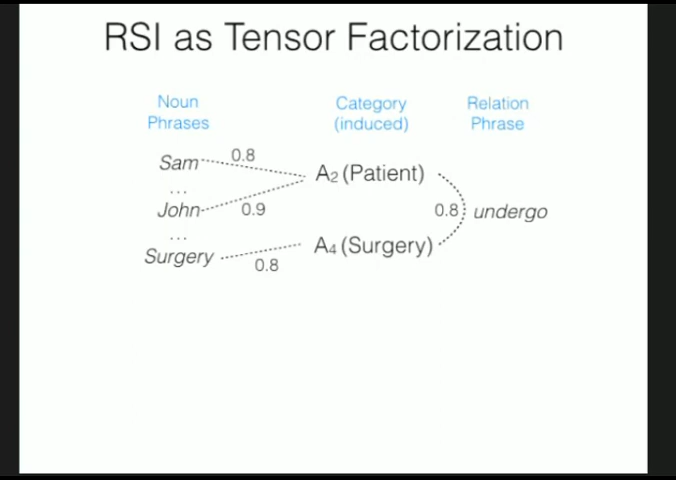 RSI as Tensor Factorization
Noun Phrases
Category (induced)
Relation Phrase
Sam
0.8
A2 (Patient)
...
John
0.9
0.8
undergo
...
Surgery
0.8
A4 (Surgery)